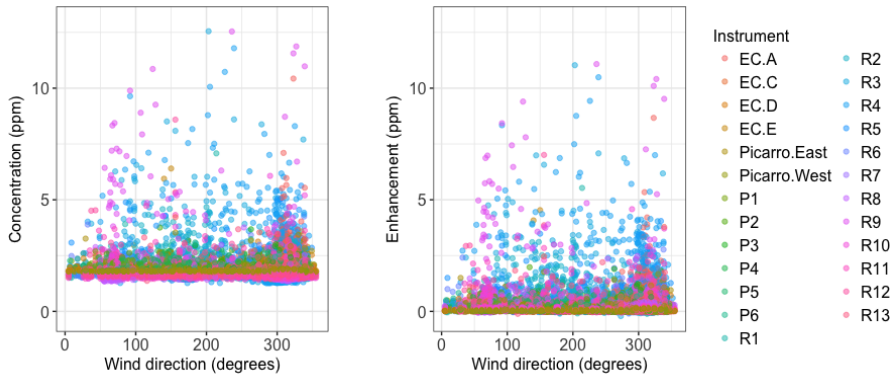 Concentration (ppm)
10
5
0
0
100
200
300
Wind direction (degrees)
Enhancement (ppm)
10
5
0
0
100
200
300
Wind direction (degrees)
Instrument
EC.A
EC.C
EC.D
EC.E
Picarro.East
Picarro.West
P1
P2
P3
P4
P5
P6
R1
R2
R3
R4
R5
R6
R7
R8
R9
R10
R11
R12
R13